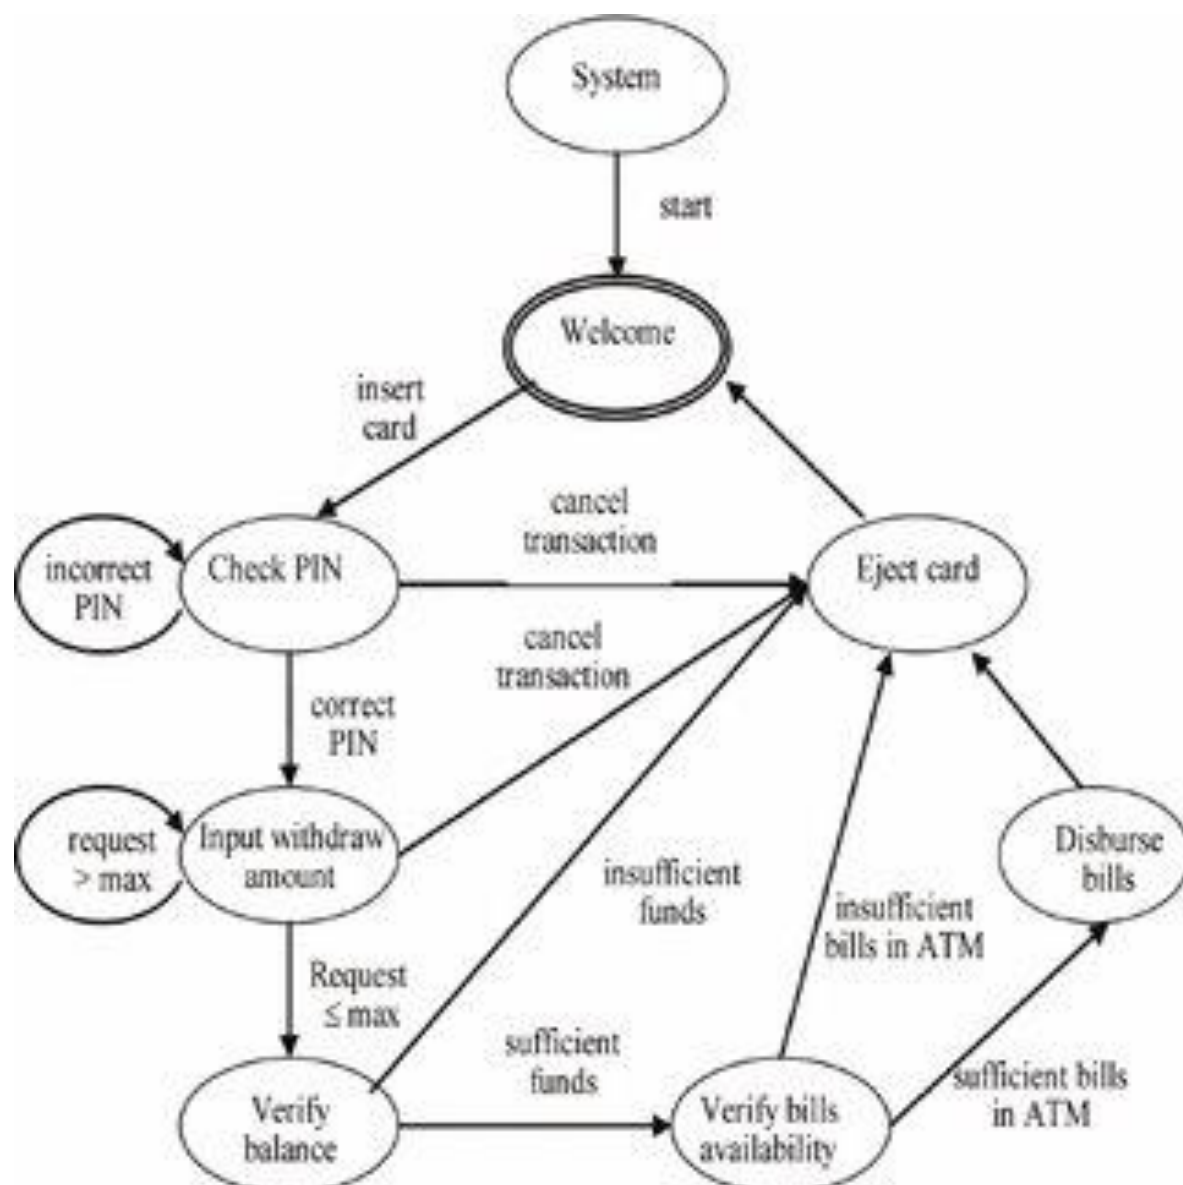 System
start
Welcome
insert
card
cancel
transaction
incorrect
PIN
Check PIN
Eject card
cancel
transaction
correct
PIN
request
> max
Input withdraw
amount
Disburse
bills
insufficient
funds
insufficient
bills in ATM
Request
≤ max
sufficient
funds
sufficient bills
in ATM
Verify
balance
Verify bills
availability